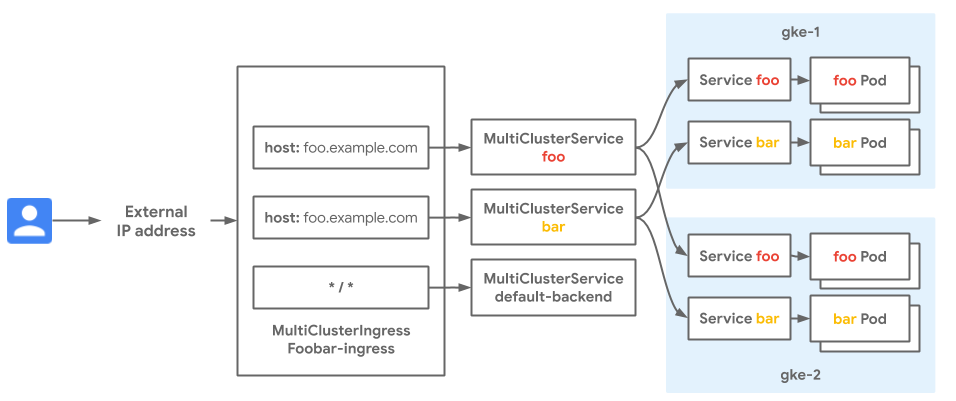 External
IP address
host: foo.example.com
host: foo.example.com
* / *
MultiClusterIngress
Foobar-ingress
MultiClusterService
foo
MultiClusterService
bar
MultiClusterService
default-backend
gke-1
Service foo
foo Pod
Service bar
bar Pod
Service foo
foo Pod
Service bar
bar Pod
gke-2